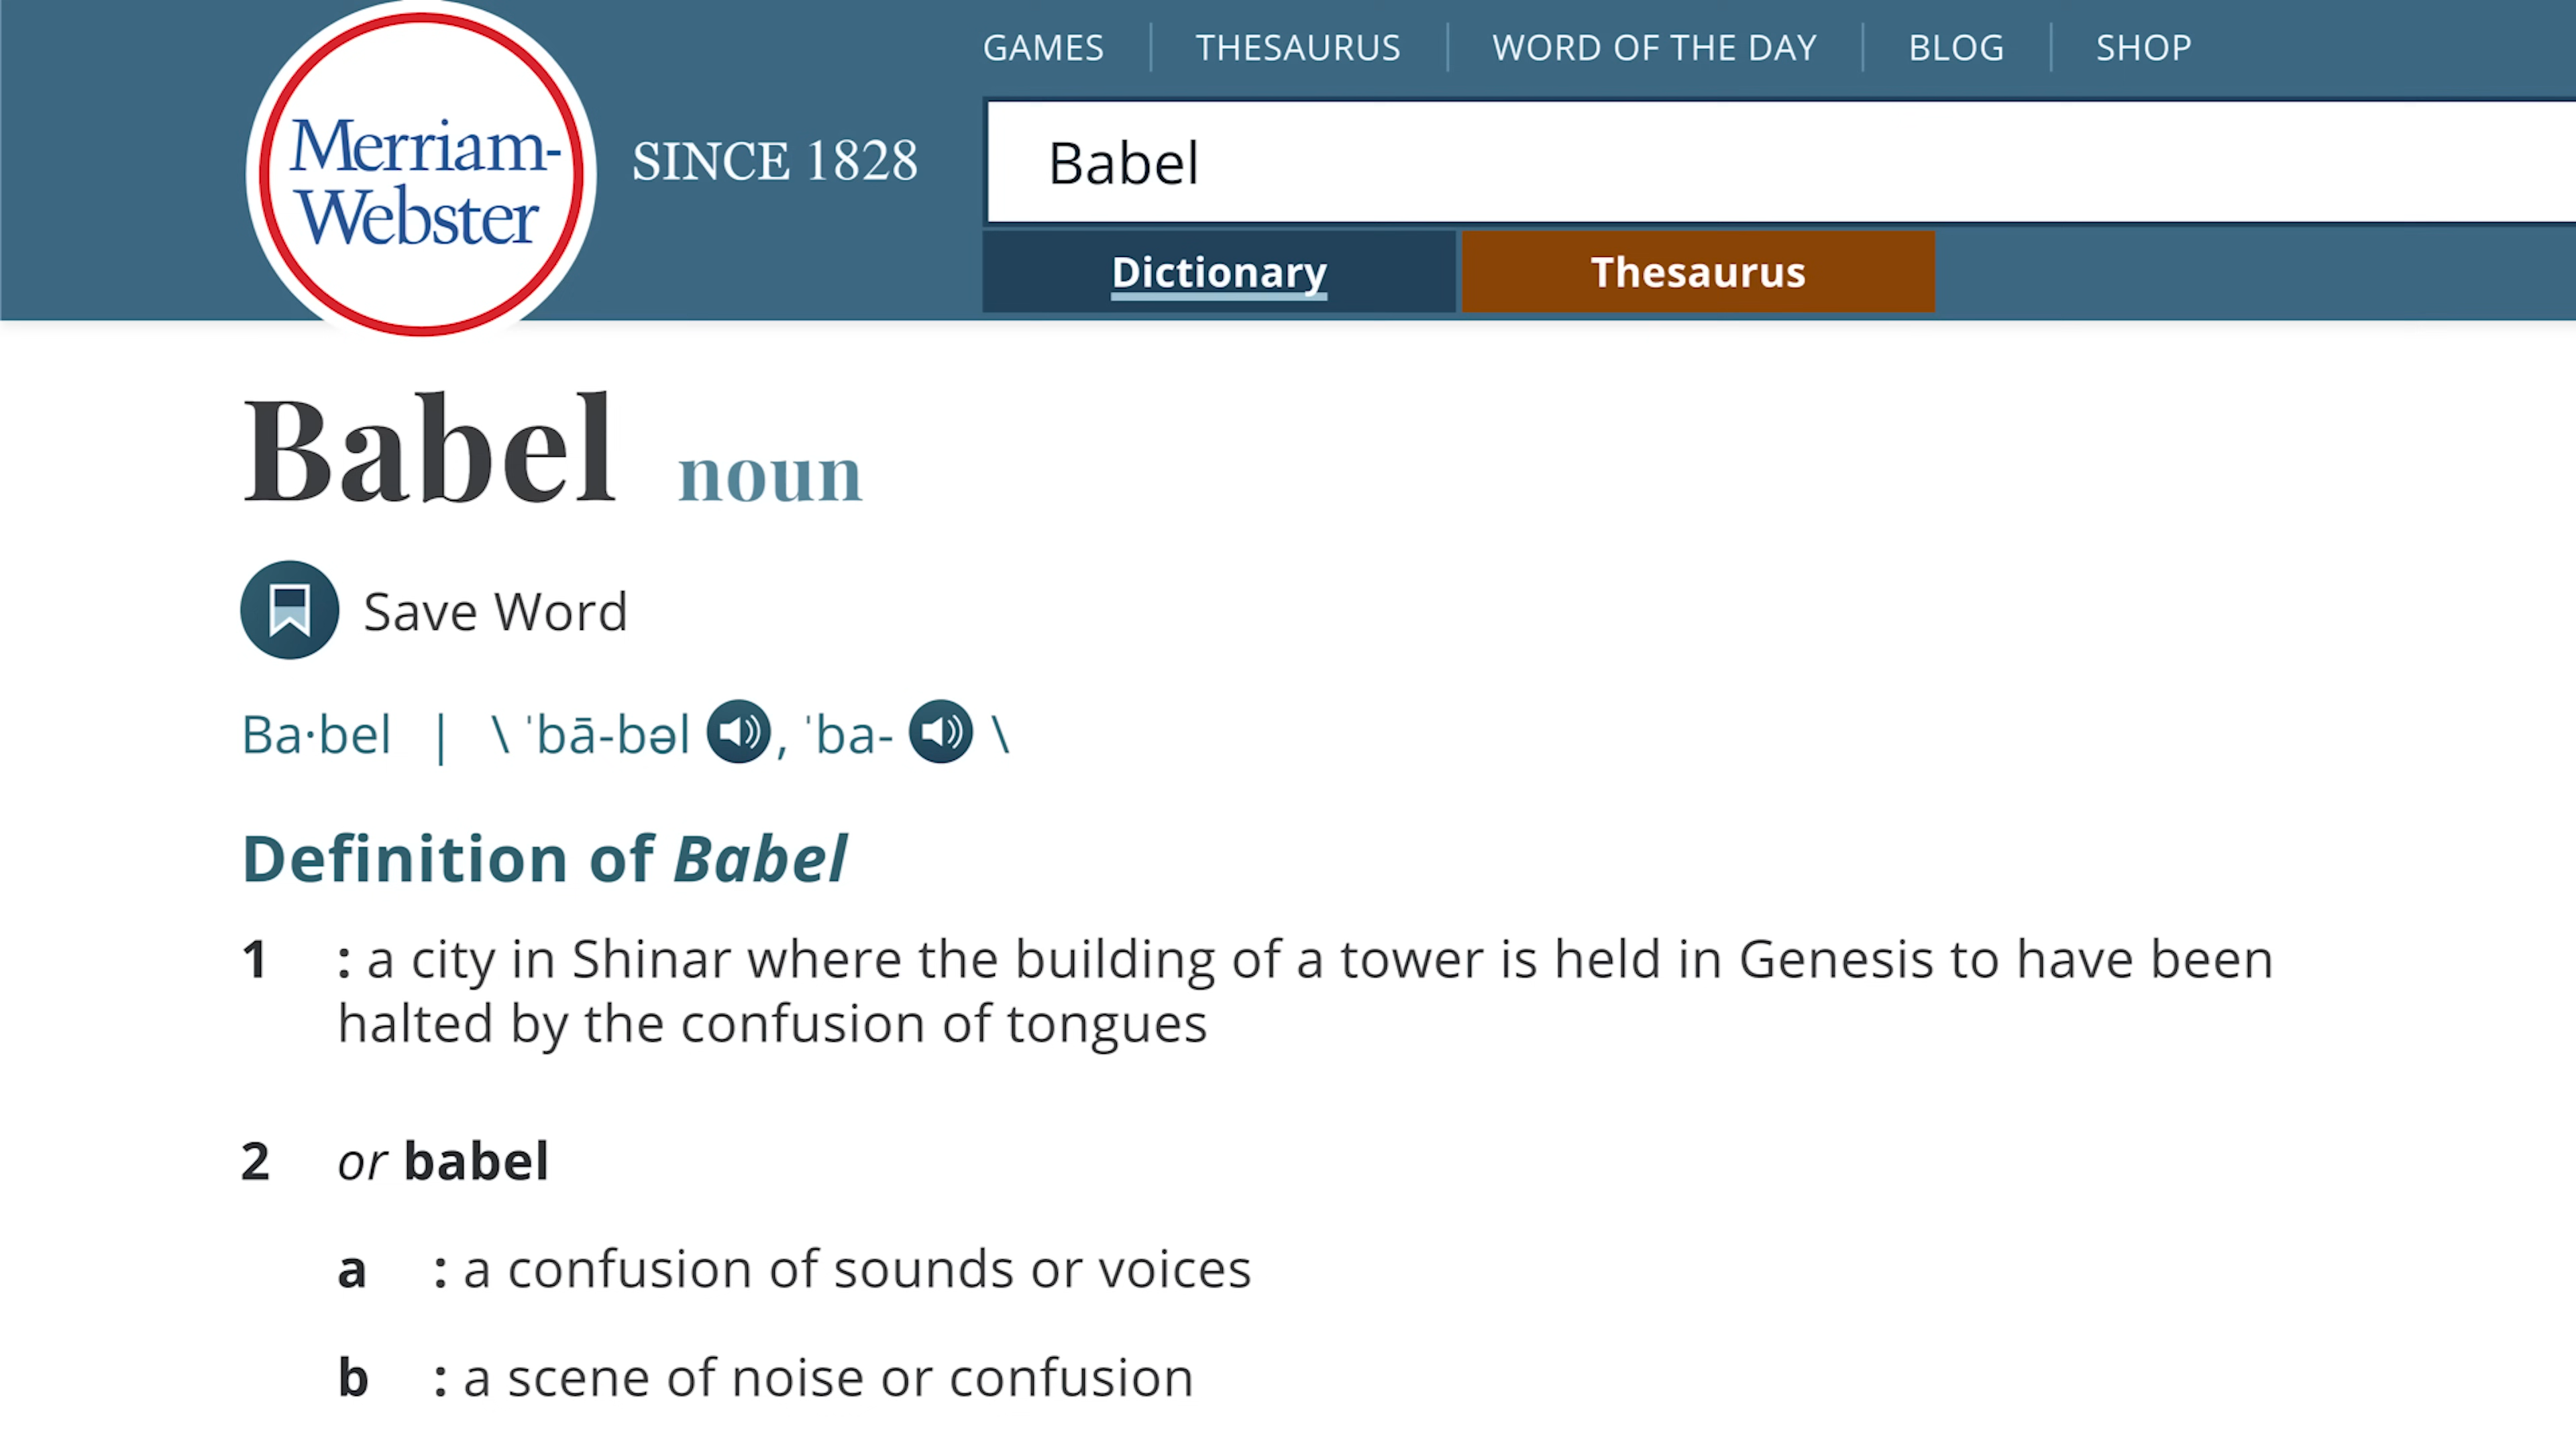 GAMES | THESAURUS | WORD OF THE DAY | BLOG | SHOP
Merriam-
Webster
SINCE 1828
Babel
Dictionary
Thesaurus
Babel noun
Save Word
Ba·bel | \ ˈbā-bəl , ˈba- \
Definition of Babel
1 : a city in Shinar where the building of a tower is held in Genesis to have been
halted by the confusion of tongues
2 or babel
a : a confusion of sounds or voices
b : a scene of noise or confusion